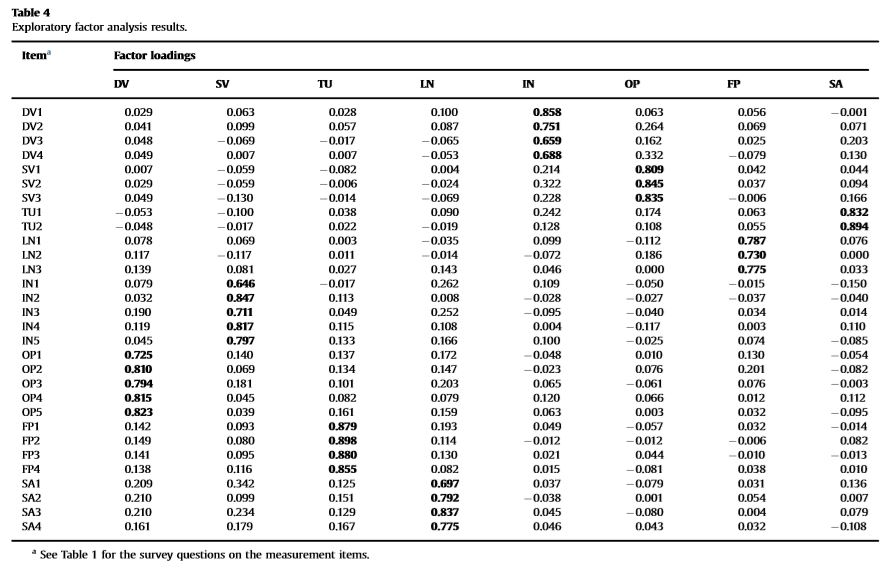 Table 4
Exploratory factor analysis results.
Itemᵃ Factor loadings
DV SV TU LN IN OP FP SA
DV1 0.029 0.063 0.028 0.100 0.858 0.063 0.056 −0.001
DV2 0.041 0.099 0.057 0.087 0.751 0.264 0.069 0.071
DV3 0.048 −0.069 −0.017 −0.065 0.659 0.162 0.025 0.203
DV4 0.049 0.007 0.007 −0.053 0.688 0.332 −0.079 0.130
SV1 0.007 −0.059 −0.082 0.004 0.214 0.809 0.042 0.044
SV2 0.029 −0.059 −0.006 −0.024 0.322 0.845 0.037 0.094
SV3 0.049 −0.130 −0.014 −0.069 0.228 0.835 −0.006 0.166
TU1 −0.053 −0.100 0.038 0.090 0.242 0.174 0.063 0.832
TU2 −0.048 −0.017 0.022 −0.019 0.128 0.108 0.055 0.894
LN1 0.078 0.069 0.003 −0.035 0.099 −0.112 0.787 0.076
LN2 0.117 −0.117 0.011 −0.014 −0.072 0.186 0.730 0.000
LN3 0.139 0.081 0.027 0.143 0.046 0.000 0.775 0.033
IN1 0.079 0.646 −0.017 0.262 0.109 −0.050 −0.015 −0.150
IN2 0.032 0.847 0.113 0.008 −0.028 −0.027 −0.037 −0.040
IN3 0.190 0.711 0.049 0.252 −0.095 −0.040 0.034 0.014
IN4 0.119 0.817 0.115 0.108 0.004 −0.117 0.003 0.110
IN5 0.045 0.797 0.133 0.166 0.100 −0.025 0.074 −0.085
OP1 0.725 0.140 0.137 0.172 −0.048 0.010 0.130 −0.054
OP2 0.810 0.069 0.134 0.147 −0.023 0.076 0.201 −0.082
OP3 0.794 0.181 0.101 0.203 0.065 −0.061 0.076 −0.003
OP4 0.815 0.045 0.082 0.079 0.120 0.066 0.012 0.112
OP5 0.823 0.039 0.161 0.159 0.063 0.003 0.032 −0.095
FP1 0.142 0.093 0.879 0.193 0.049 −0.057 0.032 −0.014
FP2 0.149 0.080 0.898 0.114 −0.012 −0.012 −0.006 0.082
FP3 0.141 0.095 0.880 0.130 0.021 0.044 −0.010 −0.013
FP4 0.138 0.116 0.855 0.082 0.015 −0.081 0.038 0.010
SA1 0.209 0.342 0.125 0.697 0.037 −0.079 0.031 0.136
SA2 0.210 0.099 0.151 0.792 −0.038 0.001 0.054 0.007
SA3 0.210 0.234 0.129 0.837 0.045 −0.080 0.004 0.079
SA4 0.161 0.179 0.167 0.775 0.046 0.043 0.032 −0.108
ᵃ See Table 1 for the survey questions on the measurement items.